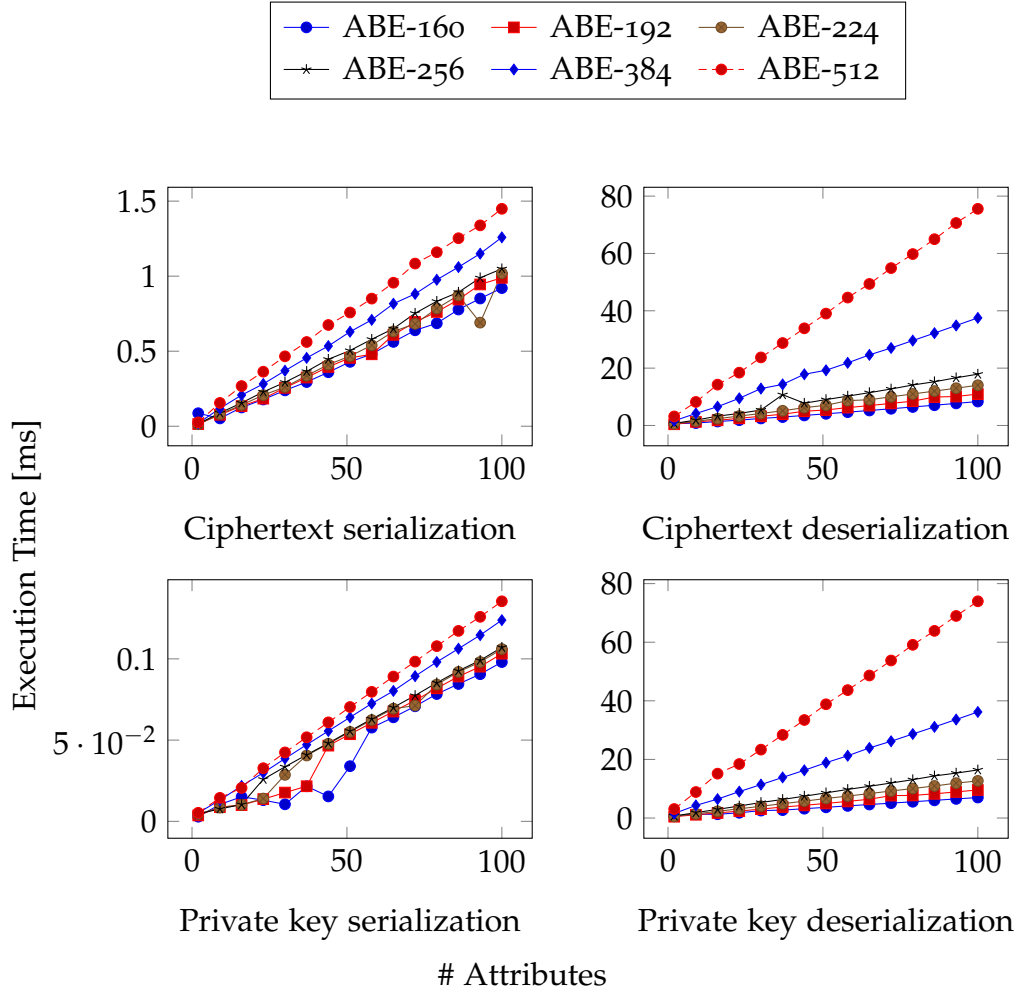 ABE-160 ABE-192 ABE-224
ABE-256 ABE-384 ABE-512
Execution Time [ms]
1.5
1
0.5
0
0 50 100
Ciphertext serialization
80
60
40
20
0
0 50 100
Ciphertext deserialization
0.1
5 · 10⁻²
0
0 50 100
Private key serialization
80
60
40
20
0
0 50 100
Private key deserialization
# Attributes